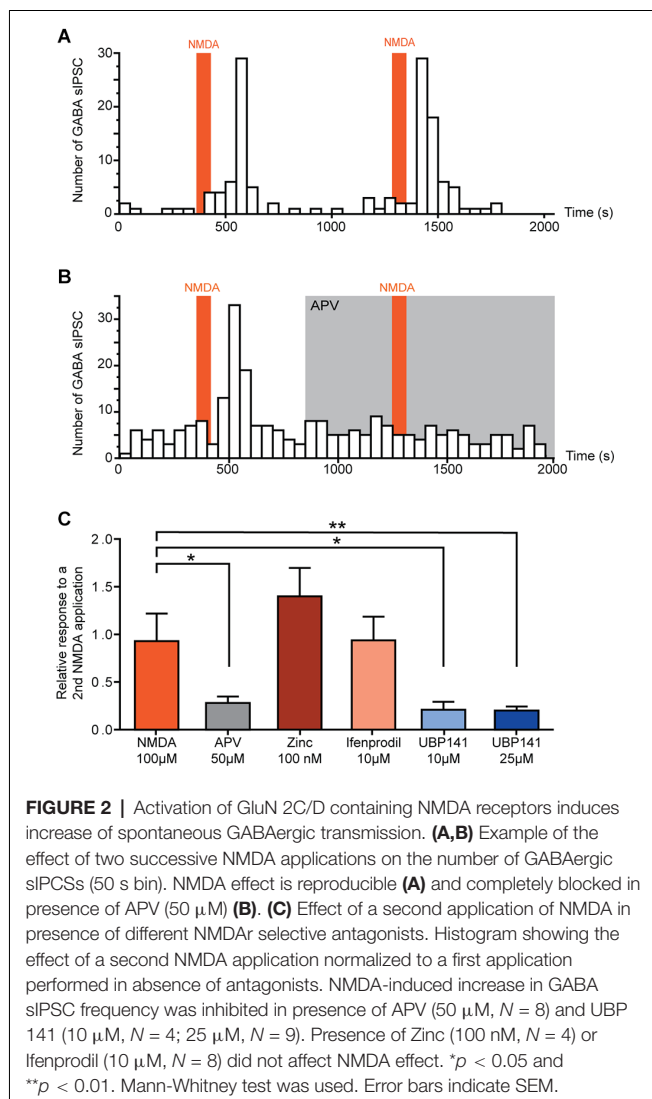 A
NMDA
NMDA
30
20
10
0
Number of GABA sIPSC
0
500
1000
1500
2000
Time (s)
B
NMDA
NMDA
APV
30
20
10
0
Number of GABA sIPSC
0
500
1000
1500
2000
Time (s)
C
**
*
*
2.0
1.5
1.0
0.5
0.0
Relative response to a
2nd NMDA application
NMDA APV Zinc Ifenprodil UBP141 UBP141
100µM 50µM 100 nM 10µM 10µM 25µM
FIGURE 2 | Activation of GluN 2C/D containing NMDA receptors induces
increase of spontaneous GABAergic transmission. (A,B) Example of the
effect of two successive NMDA applications on the number of GABAergic
sIPCSs (50 s bin). NMDA effect is reproducible (A) and completely blocked in
presence of APV (50 µM) (B). (C) Effect of a second application of NMDA in
presence of different NMDAr selective antagonists. Histogram showing the
effect of a second NMDA application normalized to a first application
performed in absence of antagonists. NMDA-induced increase in GABA
sIPSC frequency was inhibited in presence of APV (50 µM, N = 8) and UBP
141 (10 µM, N = 4; 25 µM, N = 9). Presence of Zinc (100 nM, N = 4) or
Ifenprodil (10 µM, N = 8) did not affect NMDA effect. *p < 0.05 and
**p < 0.01. Mann-Whitney test was used. Error bars indicate SEM.